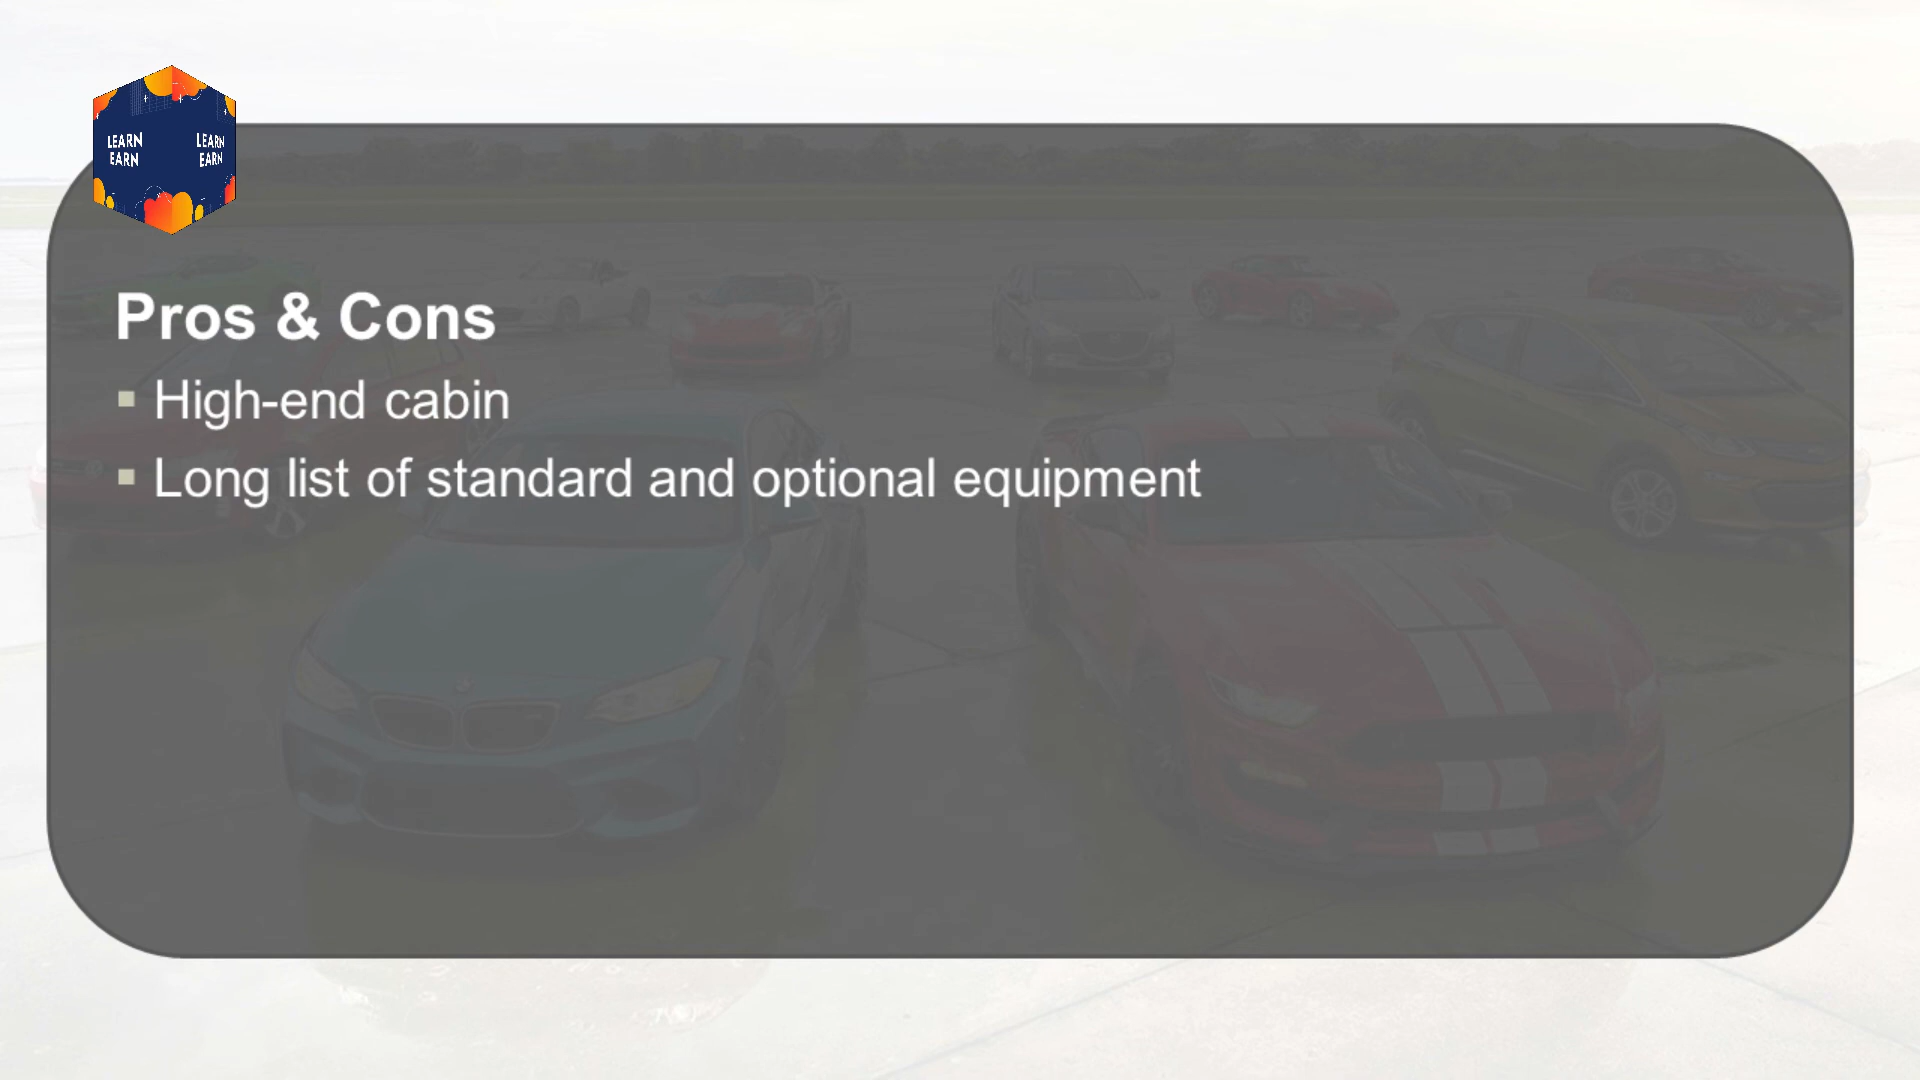 LEARN LEARN
EARN EARN
Pros & Cons
▪ High-end cabin
▪ Long list of standard and optional equipment